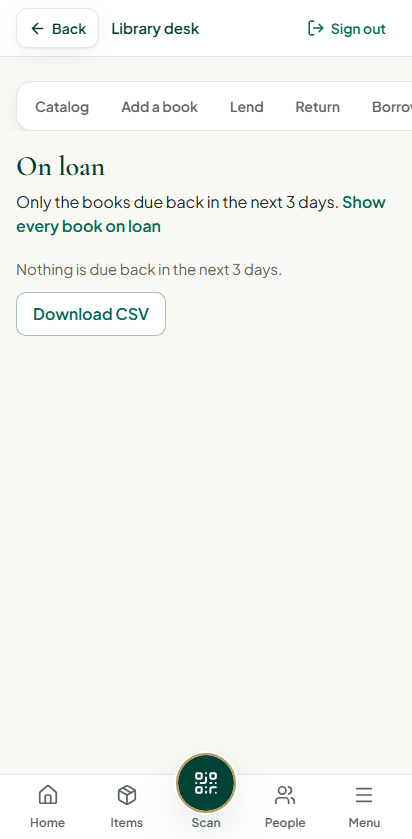 Back
Library desk
Sign out
Catalog
Add a book
Lend
Return
On loan
Only the books due back in the next 3 days. Show
every book on loan
Nothing is due back in the next 3 days.
Download CSV
Home
Items
Scan
People
Menu